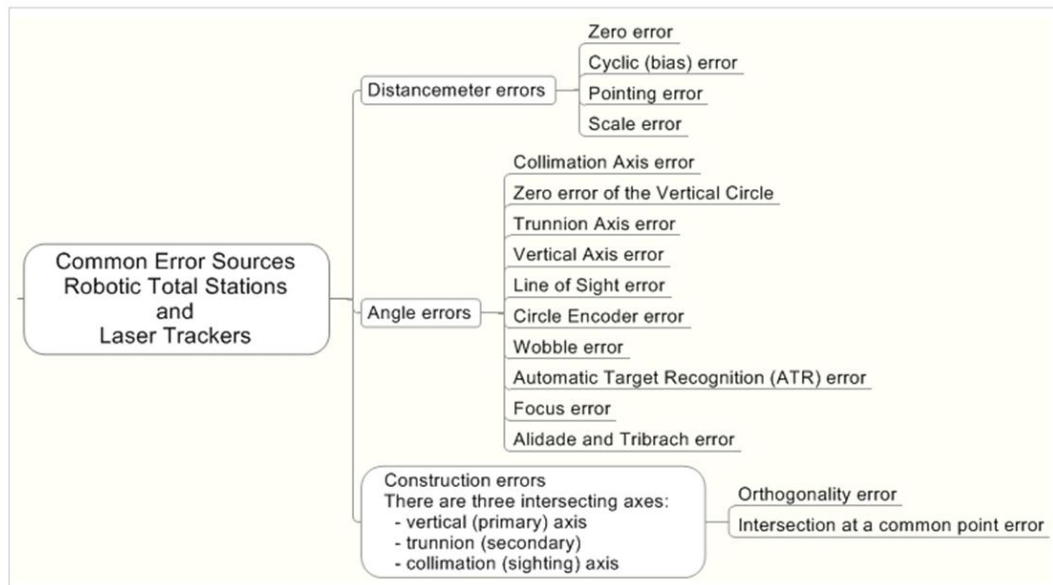 Common Error Sources
Robotic Total Stations
and
Laser Trackers
Distancemeter errors
Zero error
Cyclic (bias) error
Pointing error
Scale error
Angle errors
Collimation Axis error
Zero error of the Vertical Circle
Trunnion Axis error
Vertical Axis error
Line of Sight error
Circle Encoder error
Wobble error
Automatic Target Recognition (ATR) error
Focus error
Alidade and Tribrach error
Construction errors
There are three intersecting axes:
- vertical (primary) axis
- trunnion (secondary)
- collimation (sighting) axis
Orthogonality error
Intersection at a common point error